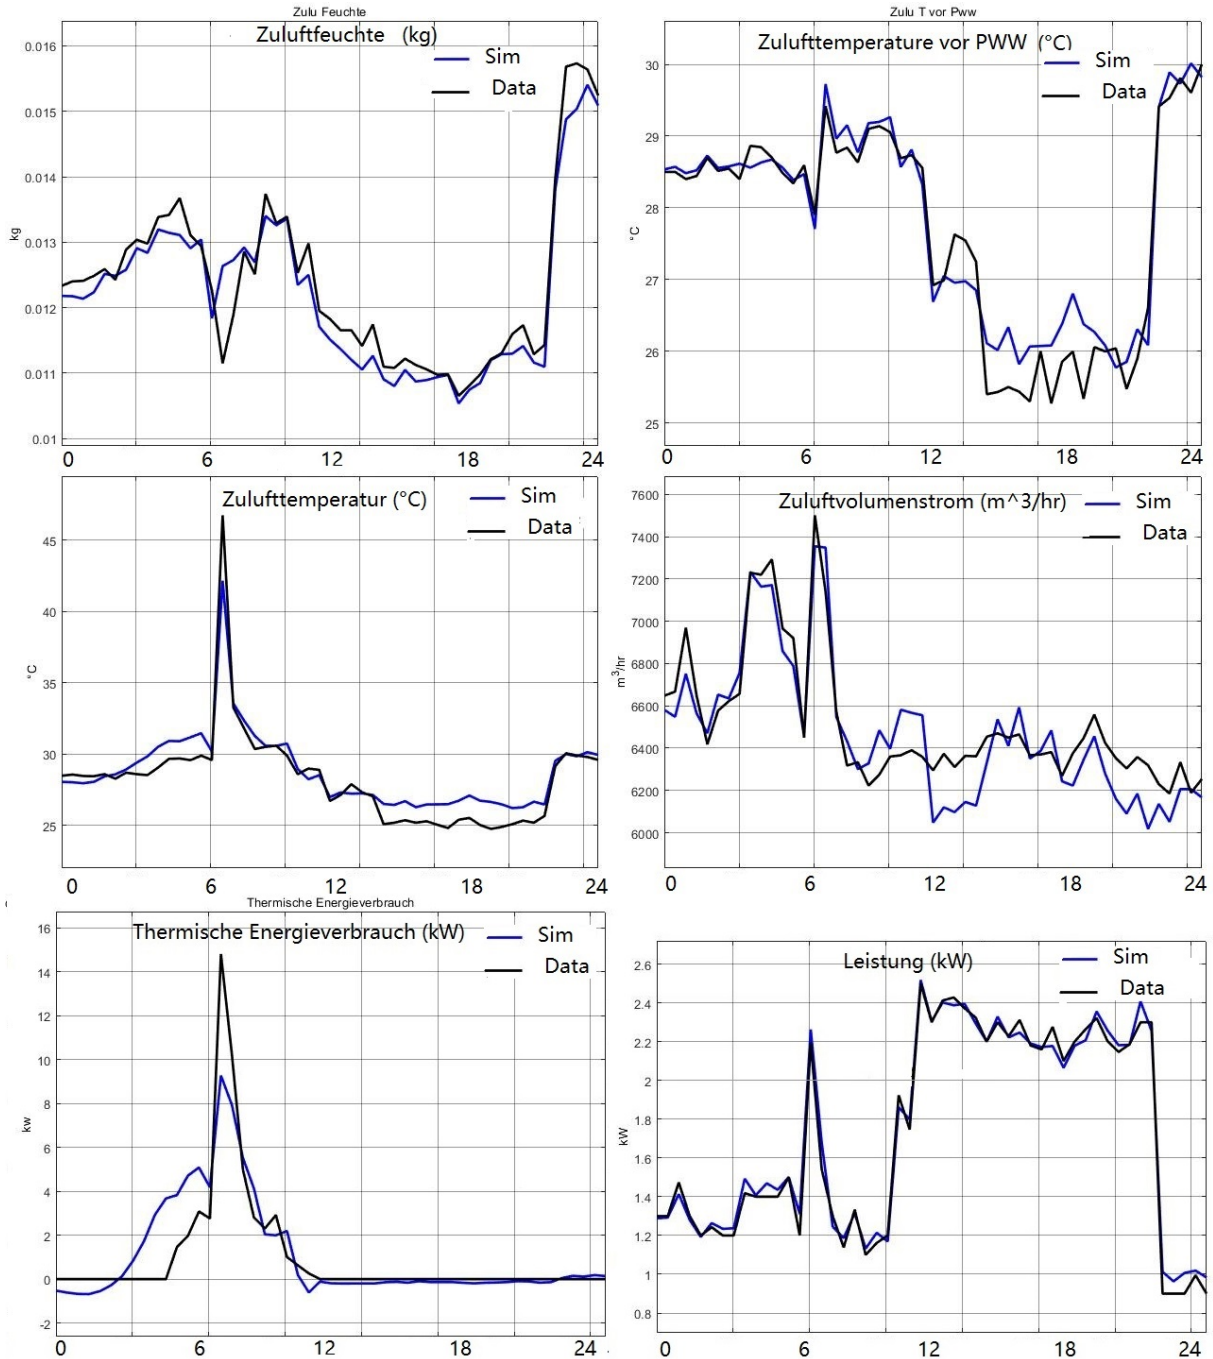 Zulu Feuchte
Zuluftfeuchte (kg)
Sim
Data
0.016
0.015
0.014
0.013
0.012
0.011
0.01
kg
0 6 12 18 24
Zulu T vor Pww
Zulufttemperature vor PWW (°C)
Sim
Data
30
29
28
27
26
25
°C
0 6 12 18 24
Zulufttemperatur (°C)
Sim
Data
45
40
35
30
25
°C
0 6 12 18 24
Zuluftvolumenstrom (m^3/hr)
Sim
Data
7600
7400
7200
7000
6800
6600
6400
6200
6000
m³/hr
0 6 12 18 24
Thermische Energieverbrauch
Thermische Energieverbrauch (kW)
Sim
Data
16
14
12
10
8
6
4
2
0
-2
kw
0 6 12 18 24
Leistung (kW)
Sim
Data
2.6
2.4
2.2
2
1.8
1.6
1.4
1.2
1
0.8
kW
0 6 12 18 24